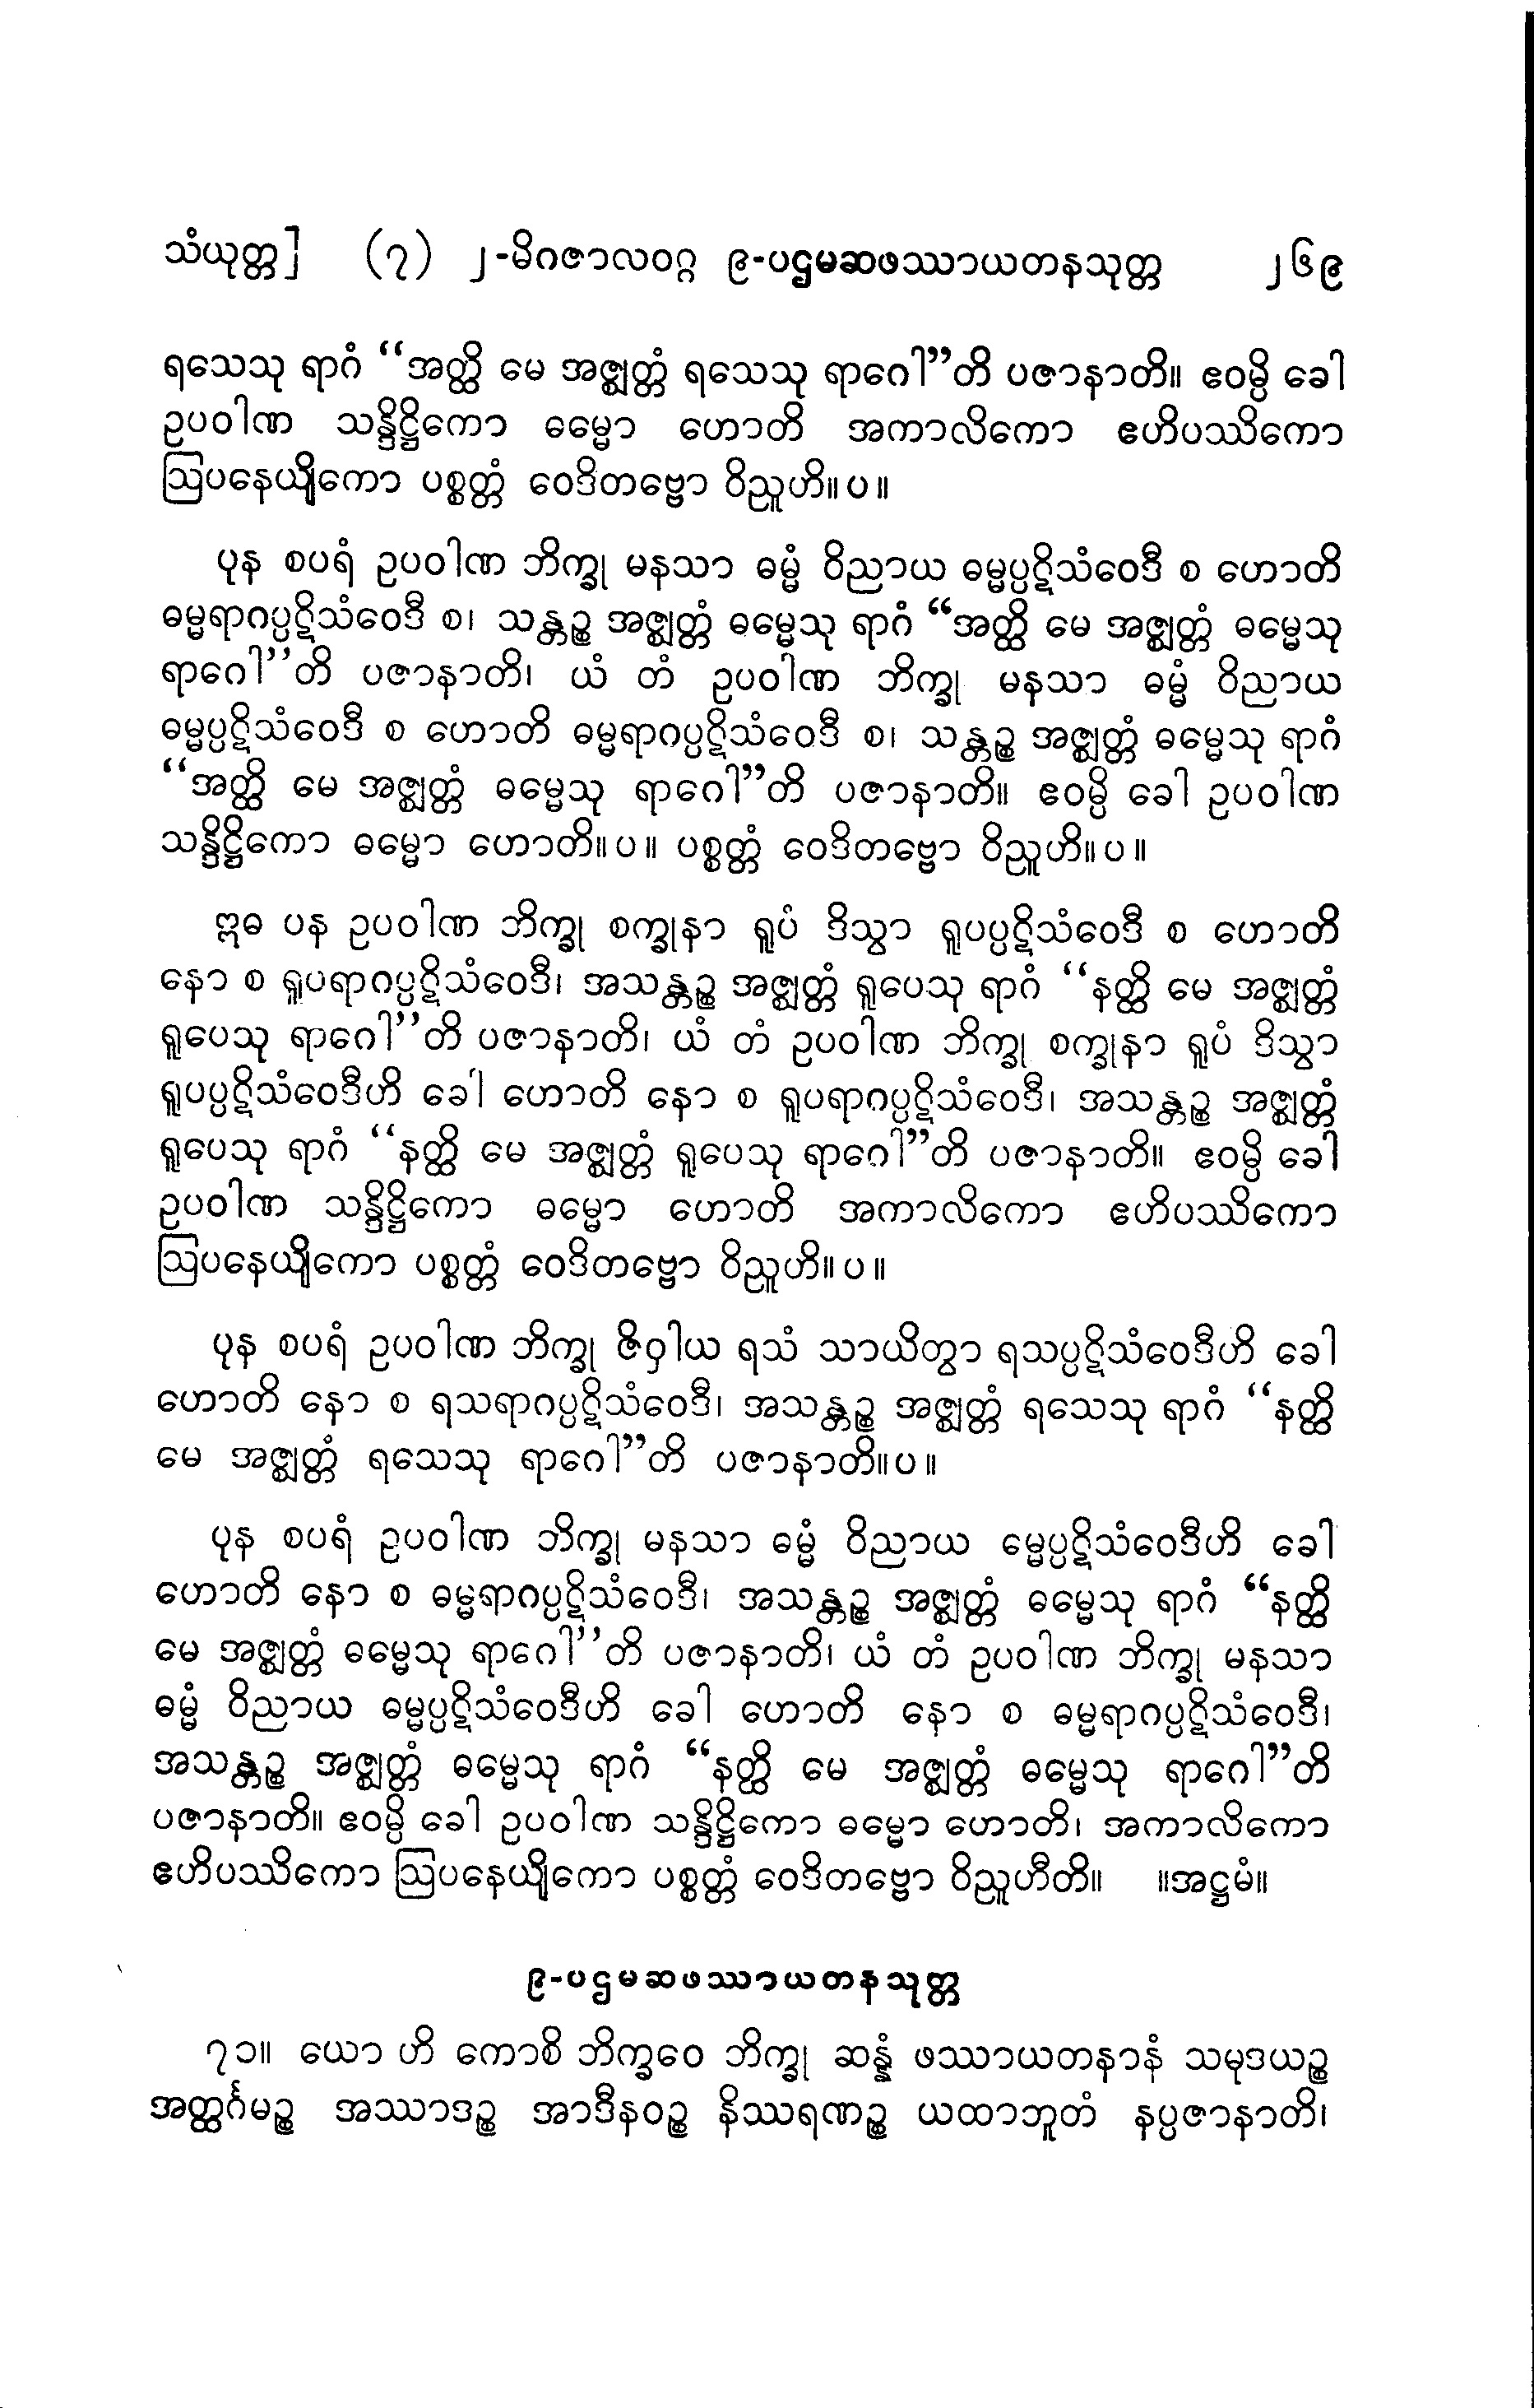 သံယုတ္တ] (၇) ၂-မိဂဇာလဝဂ္ဂ ၉-ပဌမဆဖဿာယတနသုတ္တ ၂၆၉
ရသေသု ရာဂံ “အတ္ထိ မေ အဇ္ဈတ္တံ ရသေသု ရာဂေါ”တိ ပဇာနာတိ။ ဧဝမ္ပိ ခေါ
ဥပဝါဏ သန္ဒိဋ္ဌိကော ဓမ္မော ဟောတိ အကာလိကော ဧဟိပဿိကော
ဩပနေယျိကော ပစ္စတ္တံ ဝေဒိတဗ္ဗော ဝိညူဟိ။ပ။
ပုန စပရံ ဥပဝါဏ ဘိက္ခု မနသာ ဓမ္မံ ဝိညာယ ဓမ္မပ္ပဋိသံဝေဒီ စ ဟောတိ
ဓမ္မရာဂပ္ပဋိသံဝေဒီ စ၊ သန္တဉ္စ အဇ္ဈတ္တံ ဓမ္မေသု ရာဂံ “အတ္ထိ မေ အဇ္ဈတ္တံ ဓမ္မေသု
ရာဂေါ”တိ ပဇာနာတိ၊ ယံ တံ ဥပဝါဏ ဘိက္ခု မနသာ ဓမ္မံ ဝိညာယ
ဓမ္မပ္ပဋိသံဝေဒီ စ ဟောတိ ဓမ္မရာဂပ္ပဋိသံဝေဒီ စ၊ သန္တဉ္စ အဇ္ဈတ္တံ ဓမ္မေသု ရာဂံ
“အတ္ထိ မေ အဇ္ဈတ္တံ ဓမ္မေသု ရာဂေါ”တိ ပဇာနာတိ။ ဧဝမ္ပိ ခေါ ဥပဝါဏ
သန္ဒိဋ္ဌိကော ဓမ္မော ဟောတိ။ပ။ ပစ္စတ္တံ ဝေဒိတဗ္ဗော ဝိညူဟိ။ပ။
ဣဓ ပန ဥပဝါဏ ဘိက္ခု စက္ခုနာ ရူပံ ဒိသွာ ရူပပ္ပဋိသံဝေဒီ စ ဟောတိ
နော စ ရူပရာဂပ္ပဋိသံဝေဒီ၊ အသန္တဉ္စ အဇ္ဈတ္တံ ရူပေသု ရာဂံ “နတ္ထိ မေ အဇ္ဈတ္တံ
ရူပေသု ရာဂေါ”တိ ပဇာနာတိ၊ ယံ တံ ဥပဝါဏ ဘိက္ခု စက္ခုနာ ရူပံ ဒိသွာ
ရူပပ္ပဋိသံဝေဒီဟိ ခေါ ဟောတိ နော စ ရူပရာဂပ္ပဋိသံဝေဒီ၊ အသန္တဉ္စ အဇ္ဈတ္တံ
ရူပေသု ရာဂံ “နတ္ထိ မေ အဇ္ဈတ္တံ ရူပေသု ရာဂေါ”တိ ပဇာနာတိ။ ဧဝမ္ပိ ခေါ
ဥပဝါဏ သန္ဒိဋ္ဌိကော ဓမ္မော ဟောတိ အကာလိကော ဧဟိပဿိကော
ဩပနေယျိကော ပစ္စတ္တံ ဝေဒိတဗ္ဗော ဝိညူဟိ။ပ။
ပုန စပရံ ဥပဝါဏ ဘိက္ခု ဇိဝှါယ ရသံ သာယိတွာ ရသပ္ပဋိသံဝေဒီဟိ ခေါ
ဟောတိ နော စ ရသရာဂပ္ပဋိသံဝေဒီ၊ အသန္တဉ္စ အဇ္ဈတ္တံ ရသေသု ရာဂံ “နတ္ထိ
မေ အဇ္ဈတ္တံ ရသေသု ရာဂေါ”တိ ပဇာနာတိ။ပ။
ပုန စပရံ ဥပဝါဏ ဘိက္ခု မနသာ ဓမ္မံ ဝိညာယ မ္မေပ္ပဋိသံဝေဒီဟိ ခေါ
ဟောတိ နော စ ဓမ္မရာဂပ္ပဋိသံဝေဒီ၊ အသန္တဉ္စ အဇ္ဈတ္တံ ဓမ္မေသု ရာဂံ “နတ္ထိ
မေ အဇ္ဈတ္တံ ဓမ္မေသု ရာဂေါ”တိ ပဇာနာတိ၊ ယံ တံ ဥပဝါဏ ဘိက္ခု မနသာ
ဓမ္မံ ဝိညာယ ဓမ္မပ္ပဋိသံဝေဒီဟိ ခေါ ဟောတိ နော စ ဓမ္မရာဂပ္ပဋိသံဝေဒီ၊
အသန္တဉ္စ အဇ္ဈတ္တံ ဓမ္မေသု ရာဂံ “နတ္ထိ မေ အဇ္ဈတ္တံ ဓမ္မေသု ရာဂေါ”တိ
ပဇာနာတိ။ ဧဝမ္ပိ ခေါ ဥပဝါဏ သန္ဒိဋ္ဌိကော ဓမ္မော ဟောတိ၊ အကာလိကော
ဧဟိပဿိကော ဩပနေယျိကော ပစ္စတ္တံ ဝေဒိတဗ္ဗော ဝိညူဟီတိ။ ။အဋ္ဌမံ။
၉-ပဌမဆဖဿာယတနသုတ္တ
၇၁။ ယော ဟိ ကောစိ ဘိက္ခဝေ ဘိက္ခု ဆန္နံ ဖဿာယတနာနံ သမုဒယဉ္စ
အတ္ထင်္ဂမဉ္စ အဿာဒဉ္စ အာဒီနဝဉ္စ နိဿရဏဉ္စ ယထာဘူတံ နပ္ပဇာနာတိ၊